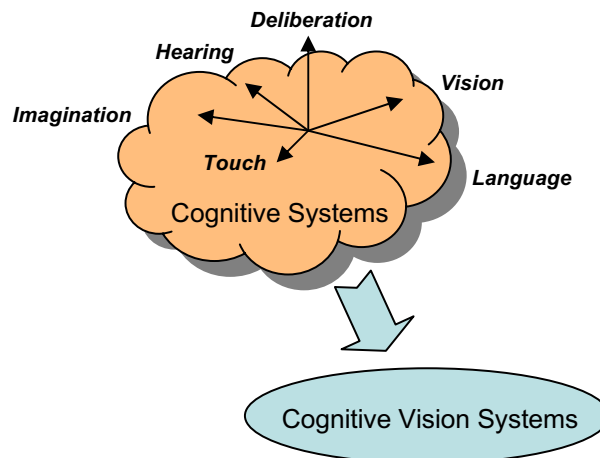 Deliberation
Hearing
Vision
Imagination
Touch
Language
Cognitive Systems
Cognitive Vision Systems